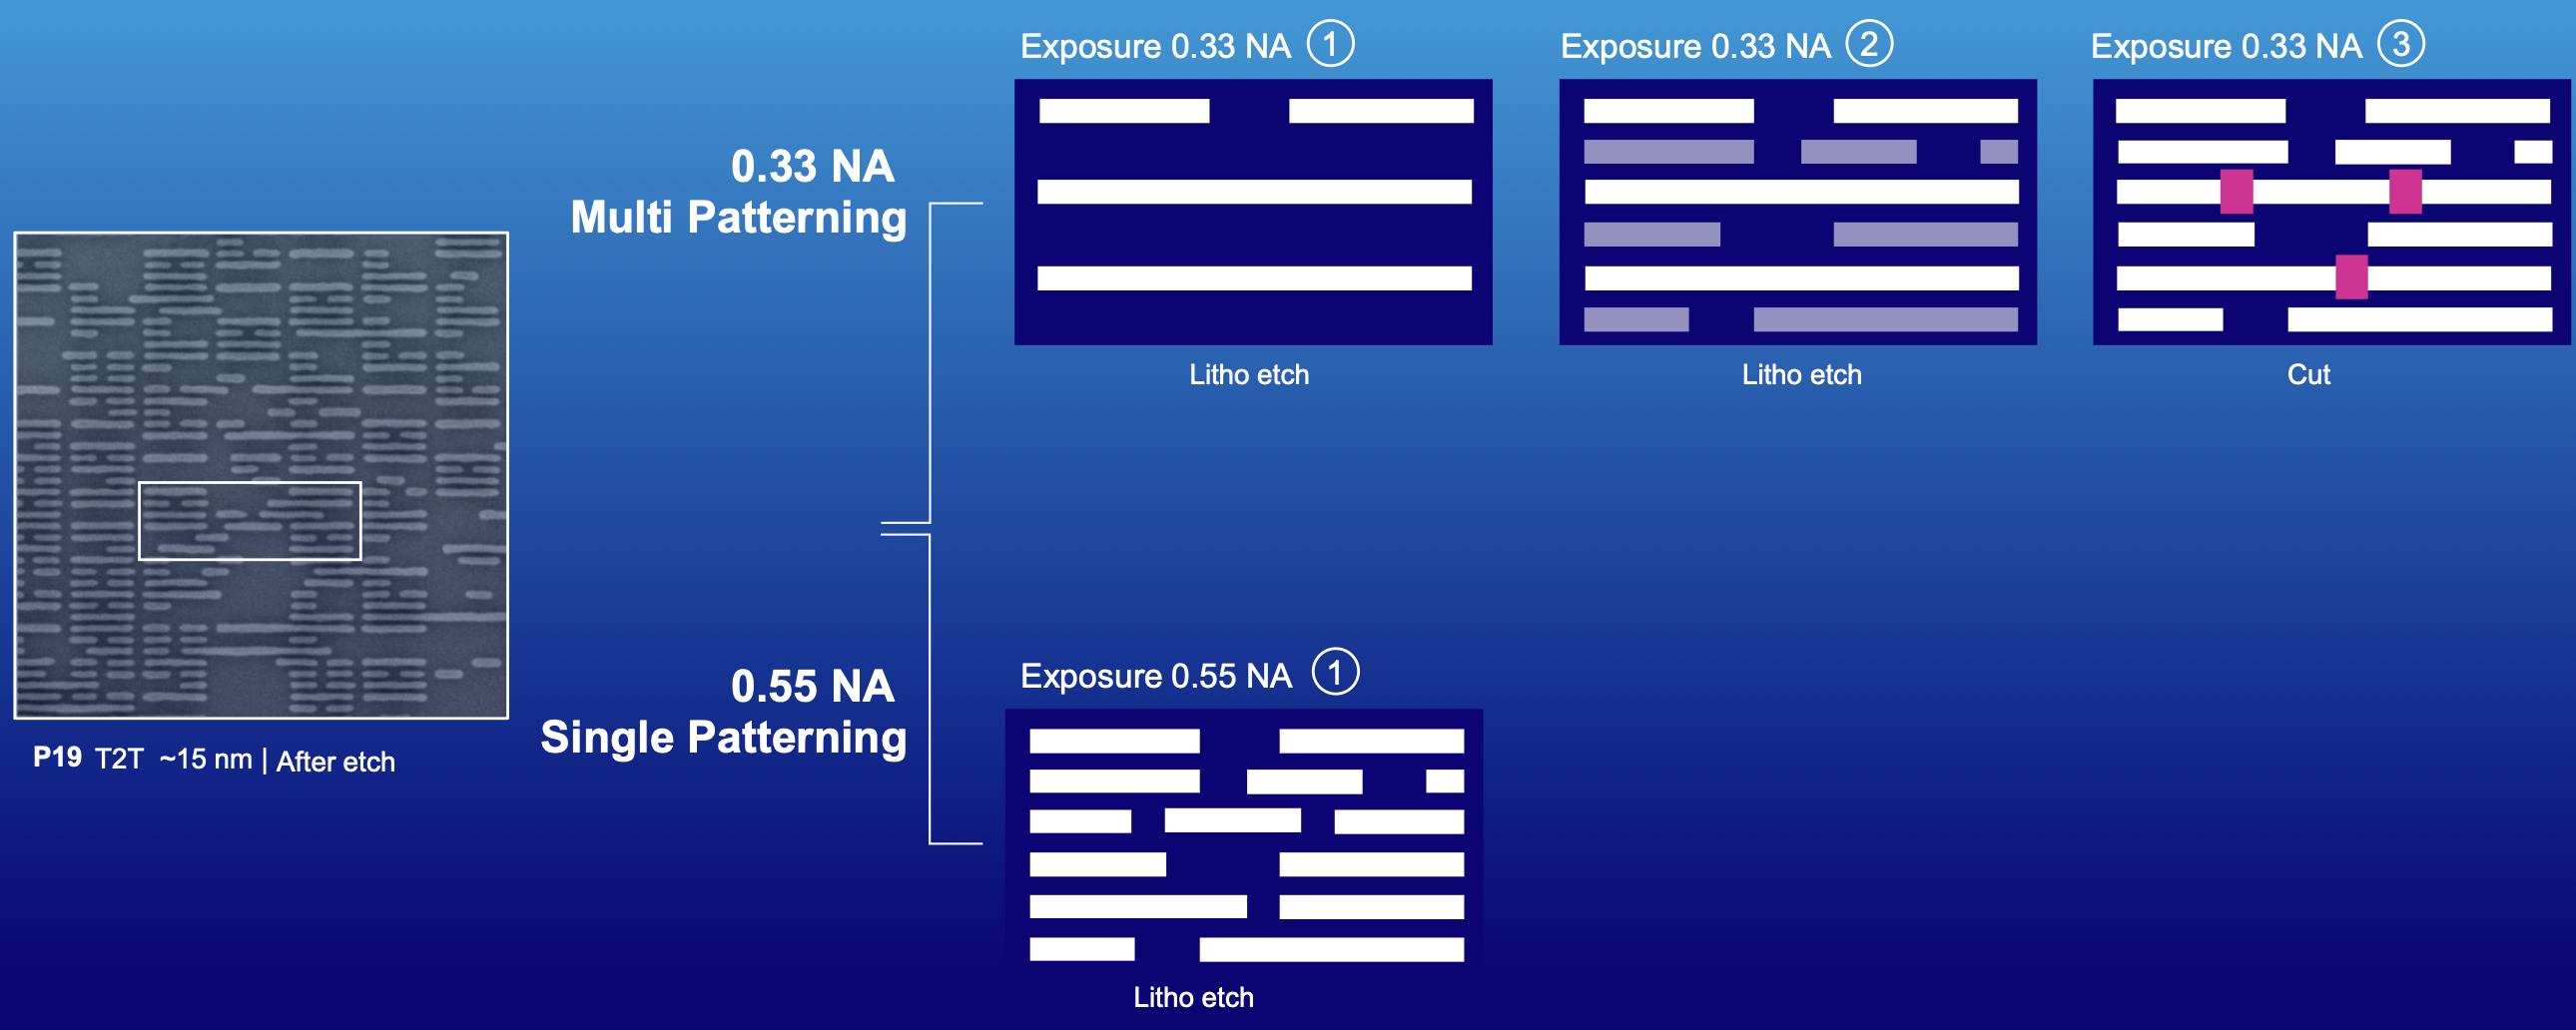 Exposure 0.33 NA ①
Exposure 0.33 NA ②
Exposure 0.33 NA ③
0.33 NA
Multi Patterning
Litho etch
Litho etch
Cut
P19 T2T ~15 nm | After etch
0.55 NA
Single Patterning
Exposure 0.55 NA ①
Litho etch